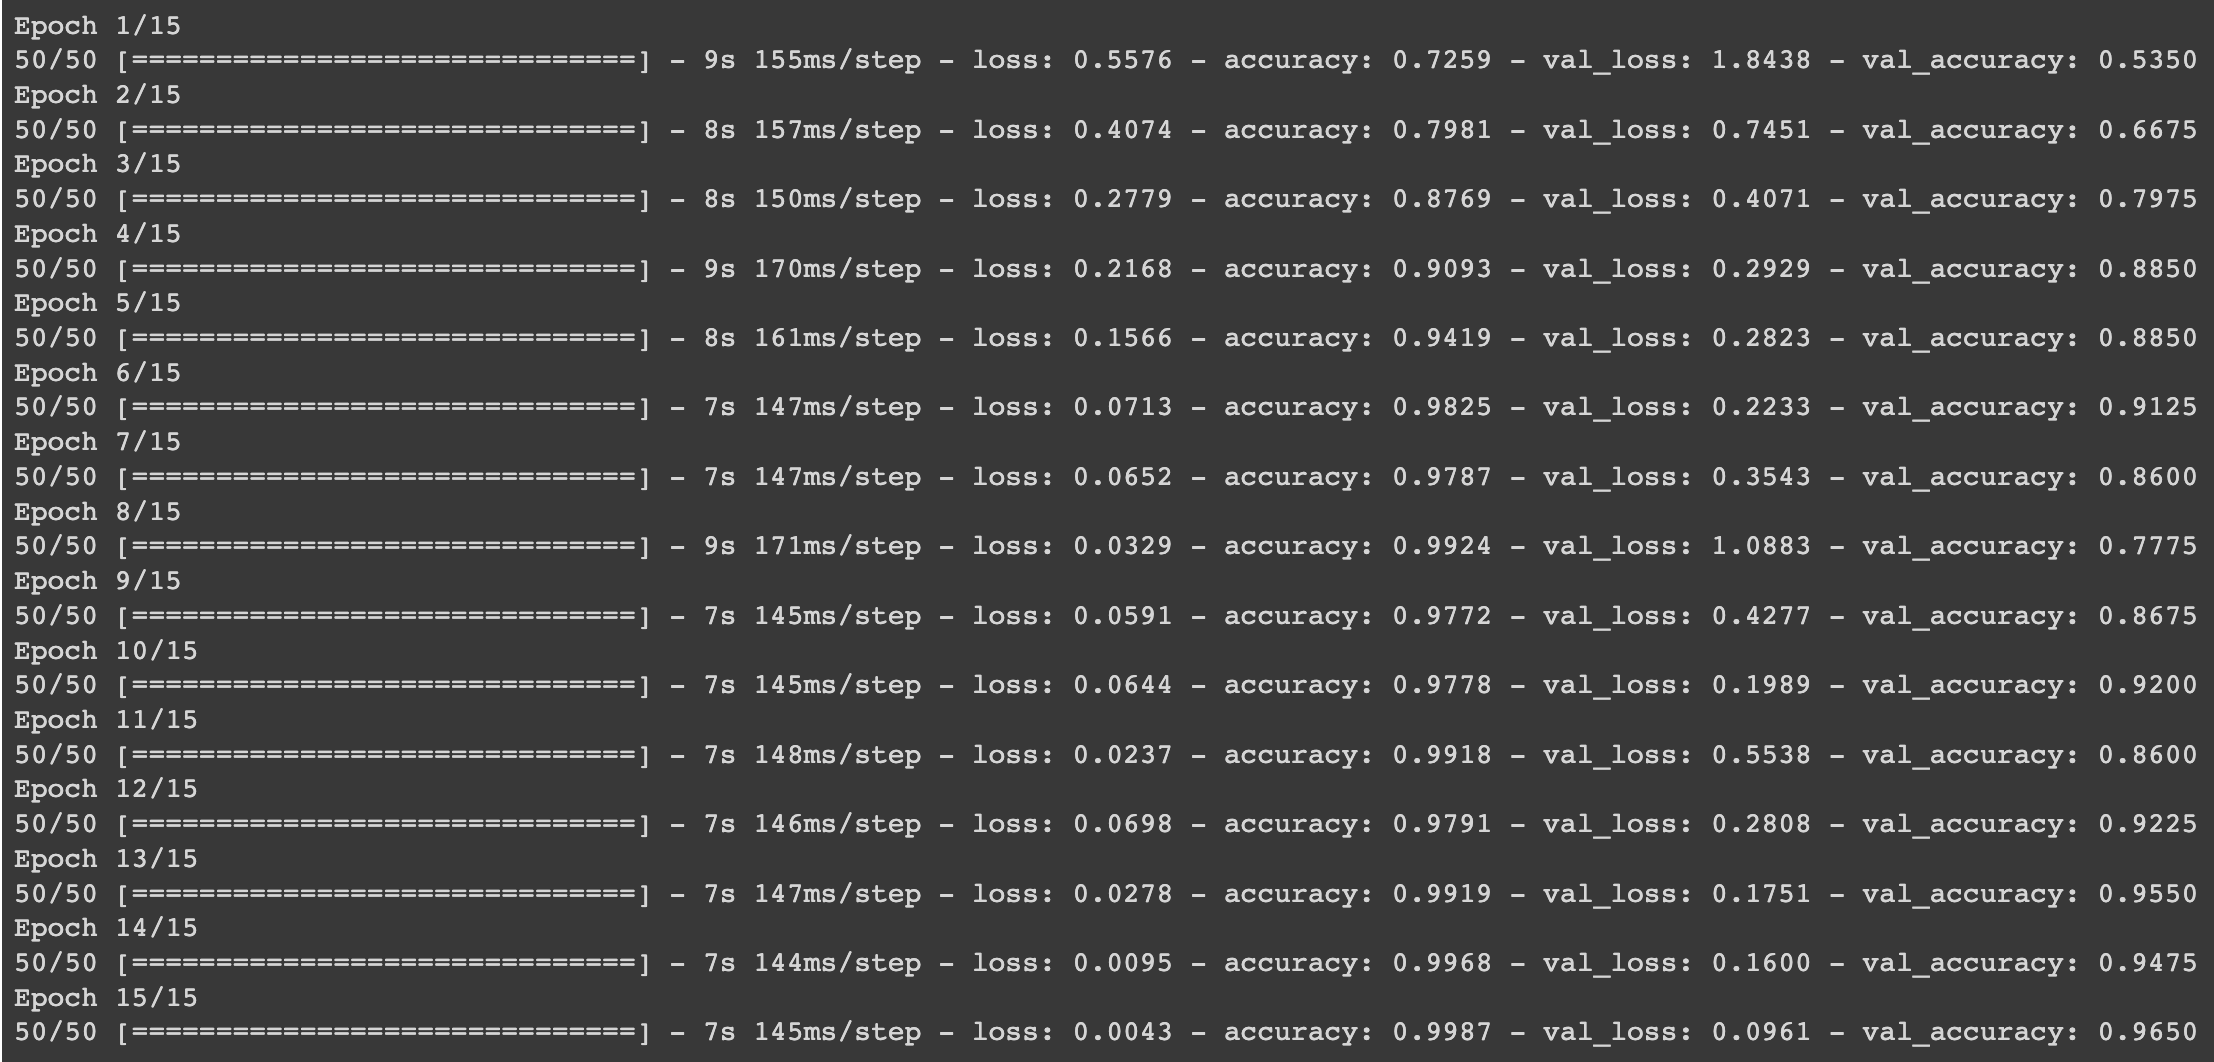 Epoch 1/15
50/50 [==============================] - 9s 155ms/step - loss: 0.5576 - accuracy: 0.7259 - val_loss: 1.8438 - val_accuracy: 0.5350
Epoch 2/15
50/50 [==============================] - 8s 157ms/step - loss: 0.4074 - accuracy: 0.7981 - val_loss: 0.7451 - val_accuracy: 0.6675
Epoch 3/15
50/50 [==============================] - 8s 150ms/step - loss: 0.2779 - accuracy: 0.8769 - val_loss: 0.4071 - val_accuracy: 0.7975
Epoch 4/15
50/50 [==============================] - 9s 170ms/step - loss: 0.2168 - accuracy: 0.9093 - val_loss: 0.2929 - val_accuracy: 0.8850
Epoch 5/15
50/50 [==============================] - 8s 161ms/step - loss: 0.1566 - accuracy: 0.9419 - val_loss: 0.2823 - val_accuracy: 0.8850
Epoch 6/15
50/50 [==============================] - 7s 147ms/step - loss: 0.0713 - accuracy: 0.9825 - val_loss: 0.2233 - val_accuracy: 0.9125
Epoch 7/15
50/50 [==============================] - 7s 147ms/step - loss: 0.0652 - accuracy: 0.9787 - val_loss: 0.3543 - val_accuracy: 0.8600
Epoch 8/15
50/50 [==============================] - 9s 171ms/step - loss: 0.0329 - accuracy: 0.9924 - val_loss: 1.0883 - val_accuracy: 0.7775
Epoch 9/15
50/50 [==============================] - 7s 145ms/step - loss: 0.0591 - accuracy: 0.9772 - val_loss: 0.4277 - val_accuracy: 0.8675
Epoch 10/15
50/50 [==============================] - 7s 145ms/step - loss: 0.0644 - accuracy: 0.9778 - val_loss: 0.1989 - val_accuracy: 0.9200
Epoch 11/15
50/50 [==============================] - 7s 148ms/step - loss: 0.0237 - accuracy: 0.9918 - val_loss: 0.5538 - val_accuracy: 0.8600
Epoch 12/15
50/50 [==============================] - 7s 146ms/step - loss: 0.0698 - accuracy: 0.9791 - val_loss: 0.2808 - val_accuracy: 0.9225
Epoch 13/15
50/50 [==============================] - 7s 147ms/step - loss: 0.0278 - accuracy: 0.9919 - val_loss: 0.1751 - val_accuracy: 0.9550
Epoch 14/15
50/50 [==============================] - 7s 144ms/step - loss: 0.0095 - accuracy: 0.9968 - val_loss: 0.1600 - val_accuracy: 0.9475
Epoch 15/15
50/50 [==============================] - 7s 145ms/step - loss: 0.0043 - accuracy: 0.9987 - val_loss: 0.0961 - val_accuracy: 0.9650